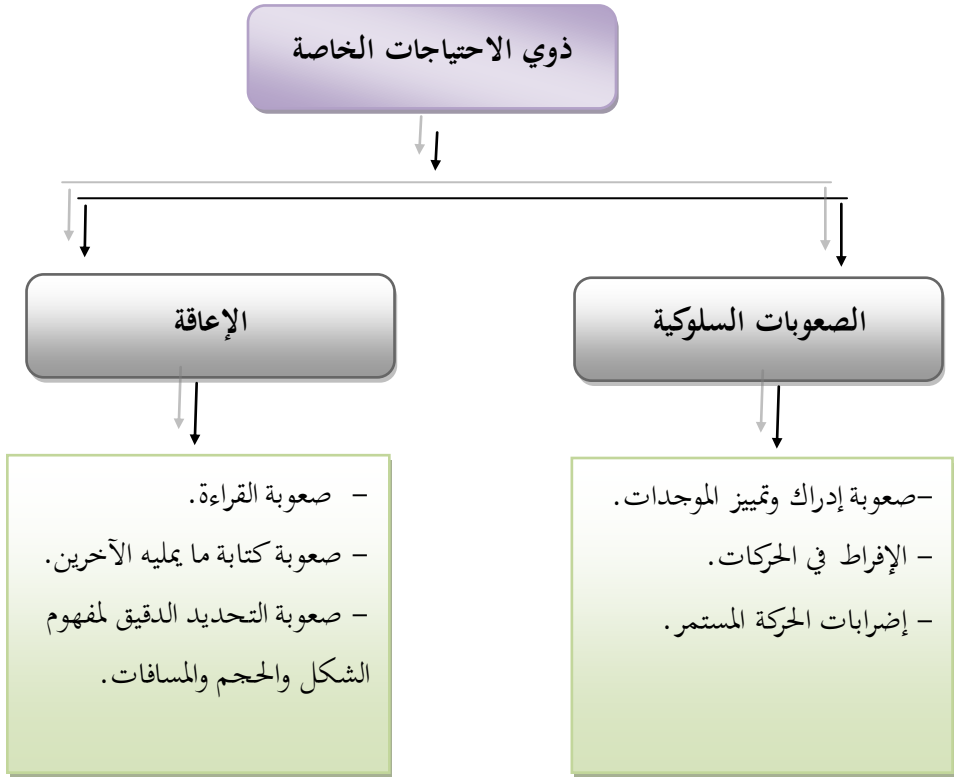 ذوي الاحتياجات الخاصة
الصعوبات السلوكية
الإعاقة
-صعوبة إدراك وتمييز الموجدات.
- الإفراط في الحركات.
- إضرابات الحركة المستمر.
- صعوبة القراءة.
- صعوبة كتابة ما يمليه الآخرين.
- صعوبة التحديد الدقيق لمفهوم
الشكل والحجم والمسافات.